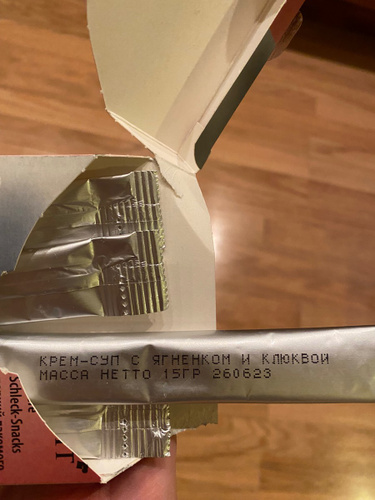 КРЕМ-СУП С ЯГНЕНКОМ И КЛЮКВОЙ
МАССА НЕТТО 15ГР 260623
Schleck-Snacks